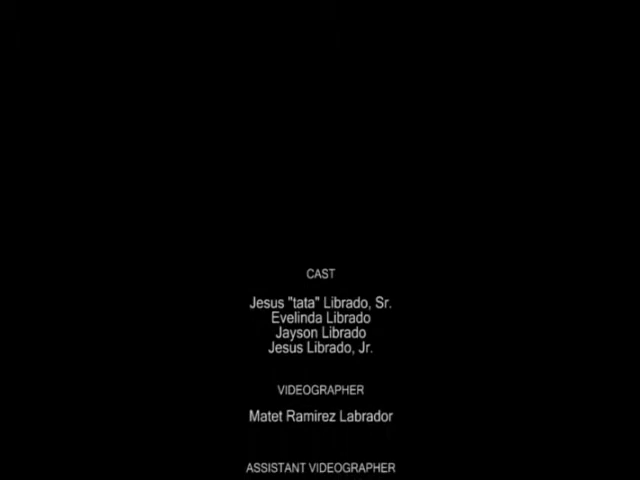 CAST
Jesus "tata" Librado, Sr.
Evelinda Librado
Jayson Librado
Jesus Librado, Jr.
VIDEOGRAPHER
Matet Ramirez Labrador
ASSISTANT VIDEOGRAPHER